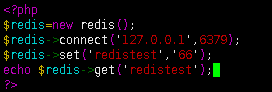 <?php
$redis=new redis();
$redis->connect('127.0.0.1',6379);
$redis->set('redistest','66');
echo $redis->get('redistest');
?>